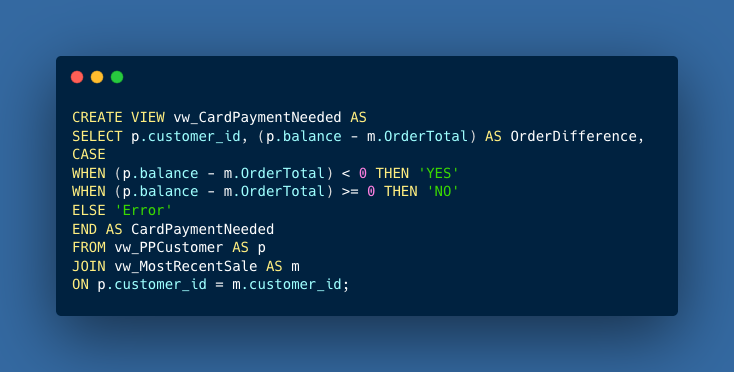 CREATE VIEW vw_CardPaymentNeeded AS
SELECT p.customer_id, (p.balance - m.OrderTotal) AS OrderDifference,
CASE
WHEN (p.balance - m.OrderTotal) < 0 THEN 'YES'
WHEN (p.balance - m.OrderTotal) >= 0 THEN 'NO'
ELSE 'Error'
END AS CardPaymentNeeded
FROM vw_PPCustomer AS p
JOIN vw_MostRecentSale AS m
ON p.customer_id = m.customer_id;